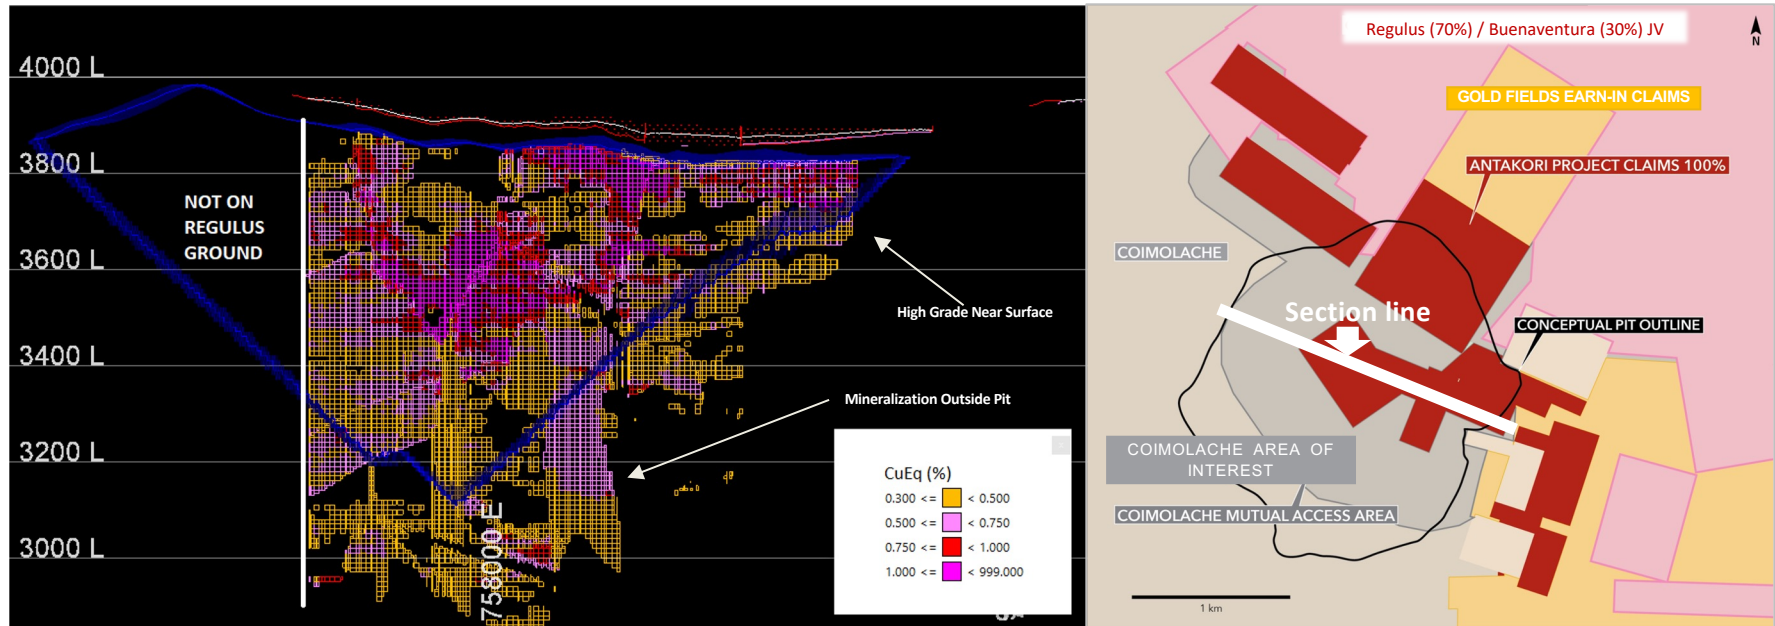 4000 L
3800 L
3600 L
3400 L
3200 L
3000 L
NOT ON
REGULUS
GROUND
High Grade Near Surface
Mineralization Outside Pit
758000 E
CuEq (%)
0.300 <= < 0.500
0.500 <= < 0.750
0.750 <= < 1.000
1.000 <= < 999.000
Regulus (70%) / Buenaventura (30%) JV
N
GOLD FIELDS EARN-IN CLAIMS
ANTAKORI PROJECT CLAIMS 100%
COIMOLACHE
Section line
CONCEPTUAL PIT OUTLINE
COIMOLACHE AREA OF
INTEREST
COIMOLACHE MUTUAL ACCESS AREA
1 km